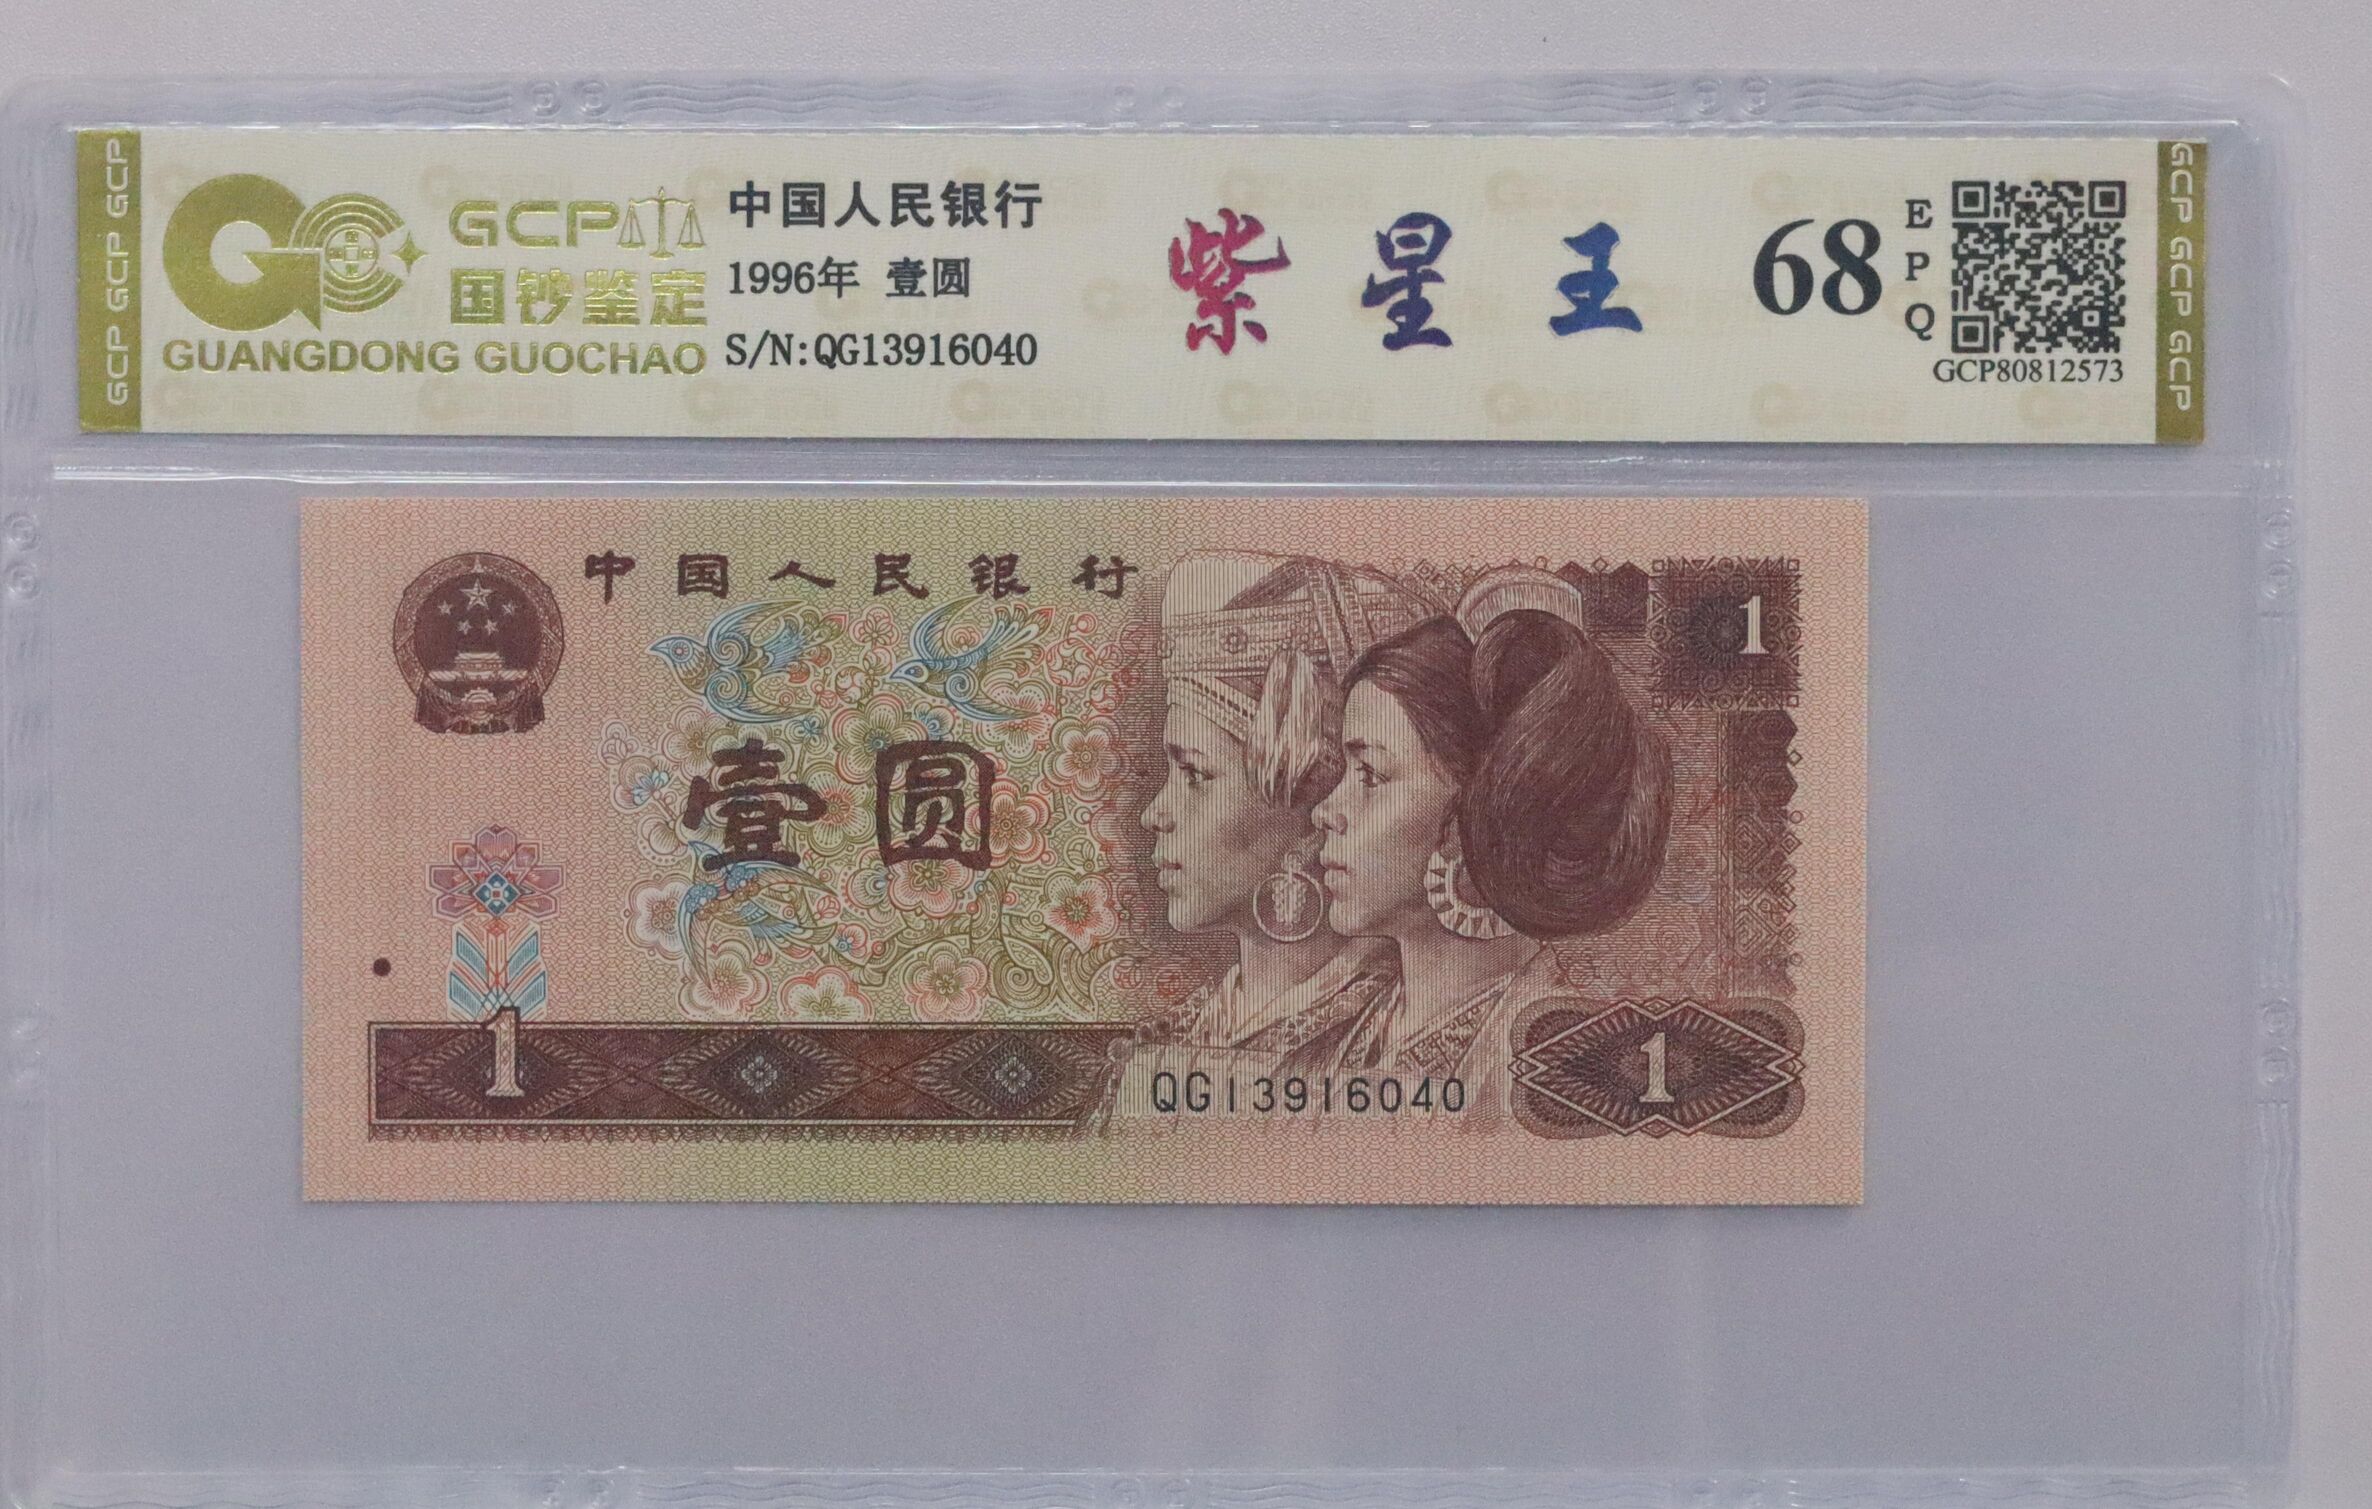 GCP GCP GCP
GCP
国钞鉴定
GUANGDONG GUOCHAO
中国人民银行
1996年 壹圆
S/N:QG13916040
紫星王
68
EPQ
GCP80812573
GCP GCP GCP GCP
中国人民银行
1
壹圆
1
QG13916040
1